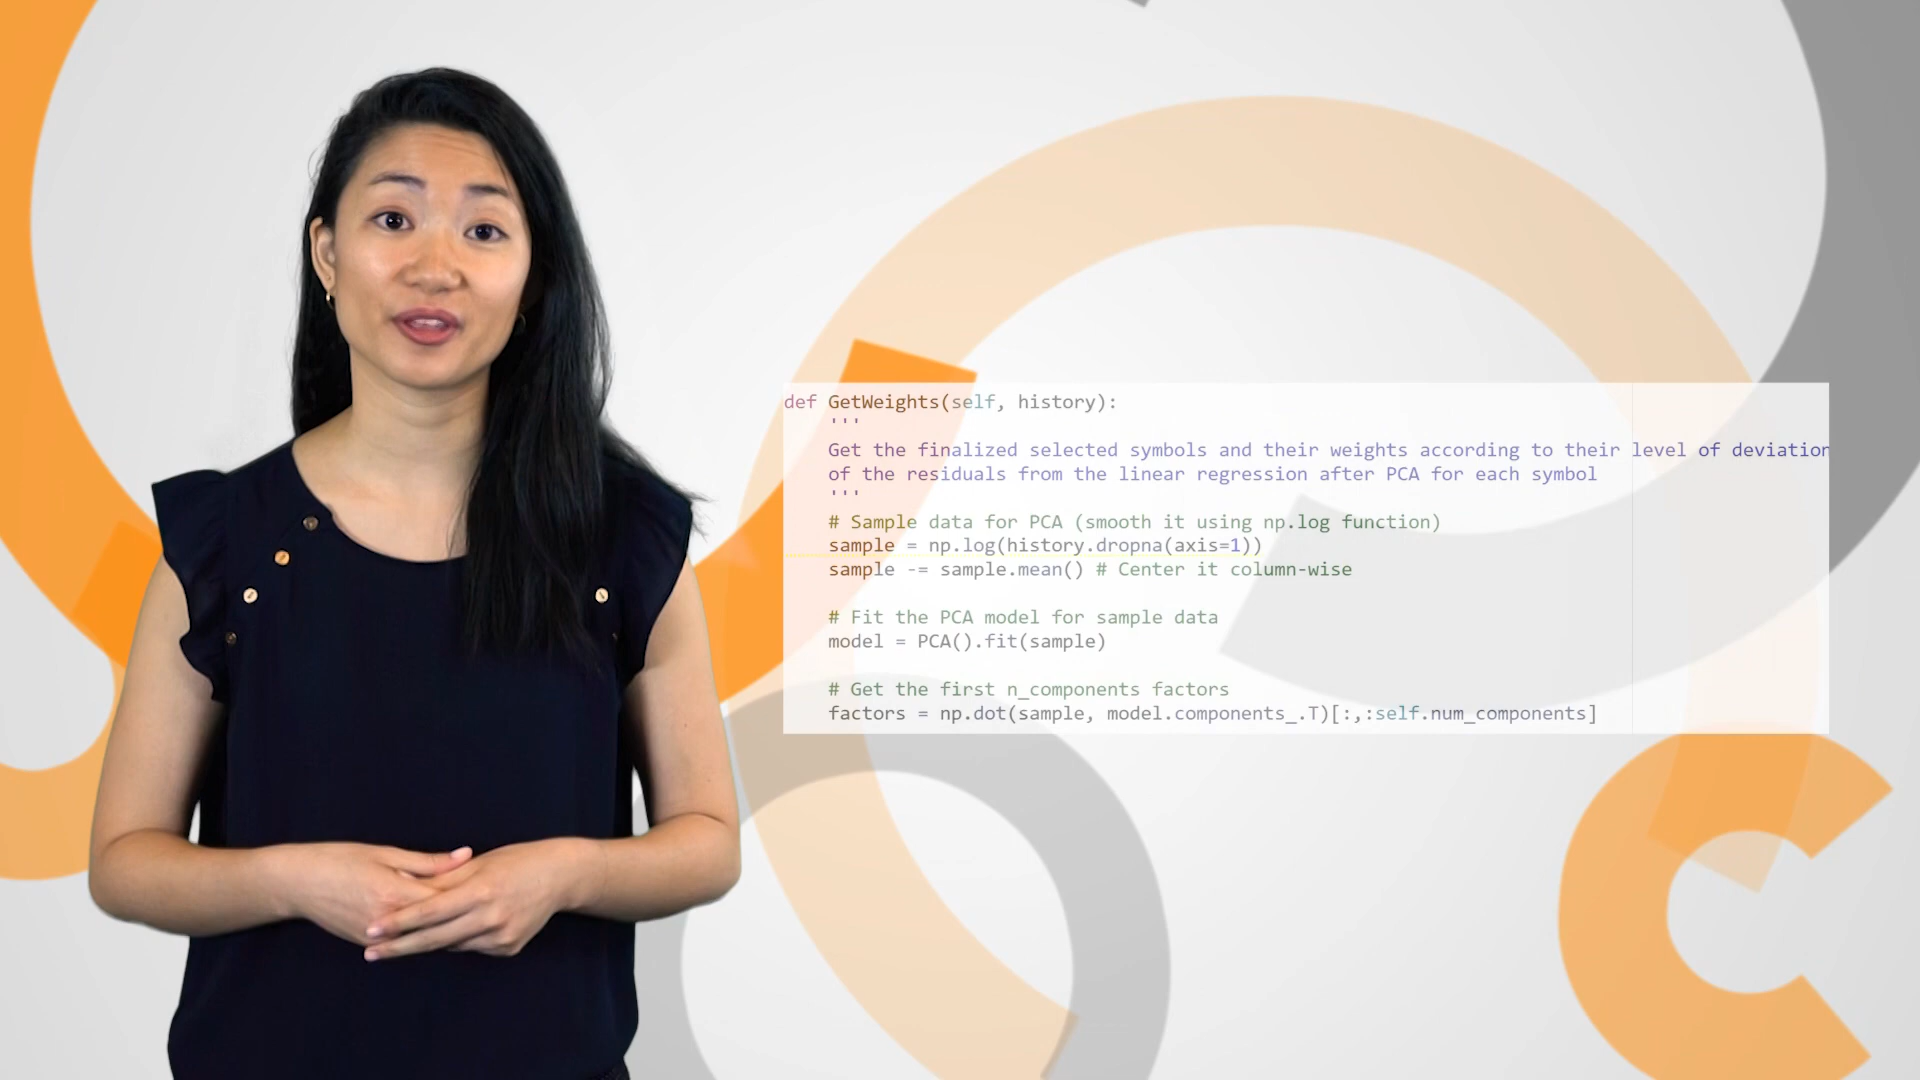 def GetWeights(self, history):
'''
Get the finalized selected symbols and their weights according to their level of deviation
of the residuals from the linear regression after PCA for each symbol
'''
# Sample data for PCA (smooth it using np.log function)
sample = np.log(history.dropna(axis=1))
sample -= sample.mean() # Center it column-wise
# Fit the PCA model for sample data
model = PCA().fit(sample)
# Get the first n_components factors
factors = np.dot(sample, model.components_.T)[:,:self.num_components]